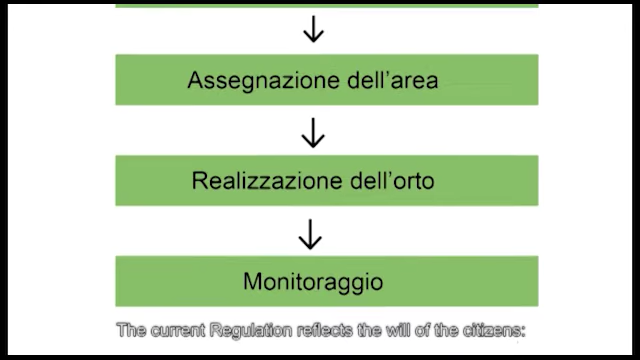 Assegnazione dell'area
Realizzazione dell'orto
Monitoraggio
The current Regulation reflects the will of the citizens: